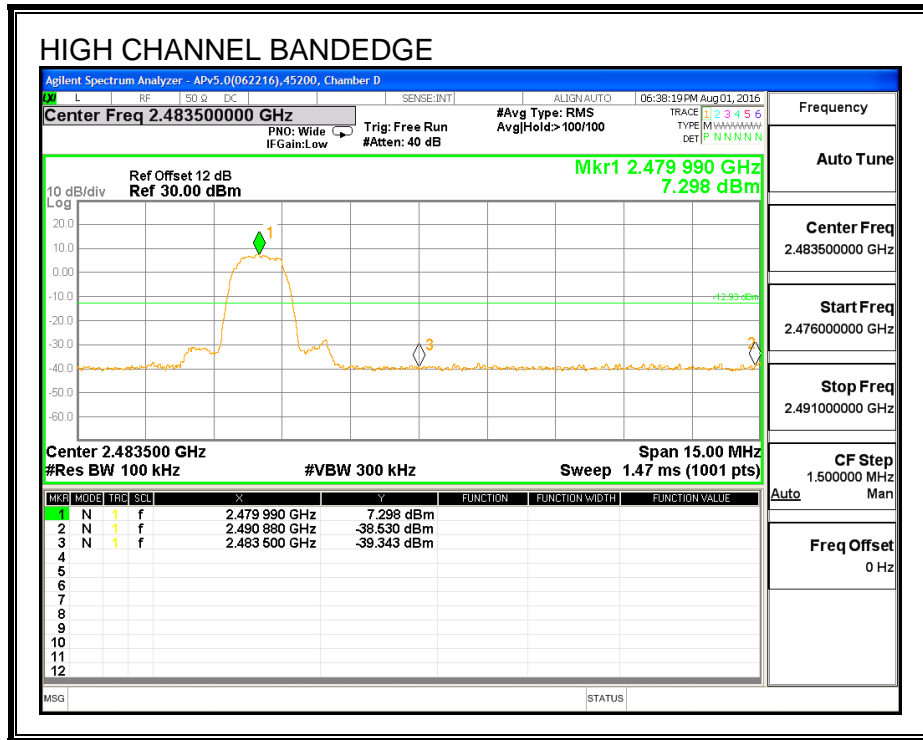 HIGH CHANNEL BANDEDGE
Agilent Spectrum Analyzer - APv5.0(062216),45200, Chamber D
LXI L RF 50 Ω DC SENSE:INT ALIGN AUTO 06:38:19 PM Aug 01, 2016
Center Freq 2.483500000 GHz
PNO: Wide
IFGain:Low
Trig: Free Run
#Atten: 40 dB
#Avg Type: RMS
Avg|Hold:>100/100
TRACE 1 2 3 4 5 6
TYPE M
DET P N N N N N
Frequency
Auto Tune
Center Freq
2.483500000 GHz
Start Freq
2.476000000 GHz
Stop Freq
2.491000000 GHz
CF Step
1.500000 MHz
Auto Man
Freq Offset
0 Hz
Mkr1 2.479 990 GHz
7.298 dBm
Ref Offset 12 dB
10 dB/div Ref 30.00 dBm
Log
20.0
10.0
0.00
-10.0
-20.0
-30.0
-40.0
-50.0
-60.0
1
-12.93 dBm
3
2
Center 2.483500 GHz Span 15.00 MHz
#Res BW 100 kHz #VBW 300 kHz Sweep 1.47 ms (1001 pts)
MKR MODE TRC SCL X Y FUNCTION FUNCTION WIDTH FUNCTION VALUE
1 N 1 f 2.479 990 GHz 7.298 dBm
2 N 1 f 2.490 880 GHz -38.530 dBm
3 N 1 f 2.483 500 GHz -39.343 dBm
4
5
6
7
8
9
10
11
12
MSG STATUS